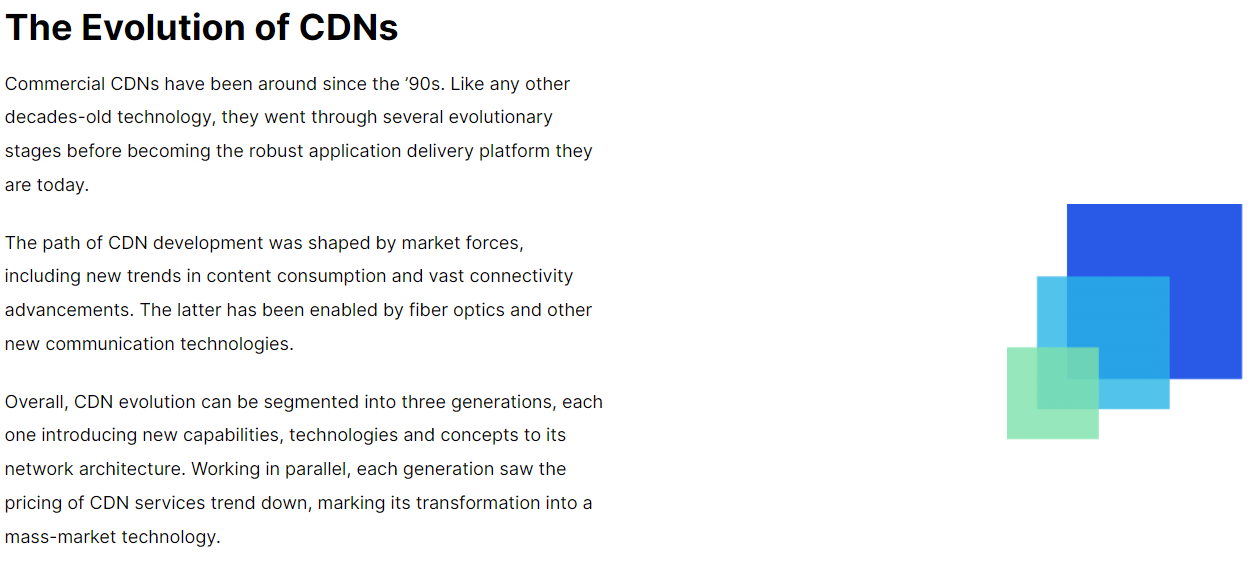 The Evolution of CDNs
Commercial CDNs have been around since the ’90s. Like any other
decades-old technology, they went through several evolutionary
stages before becoming the robust application delivery platform they
are today.
The path of CDN development was shaped by market forces,
including new trends in content consumption and vast connectivity
advancements. The latter has been enabled by fiber optics and other
new communication technologies.
Overall, CDN evolution can be segmented into three generations, each
one introducing new capabilities, technologies and concepts to its
network architecture. Working in parallel, each generation saw the
pricing of CDN services trend down, marking its transformation into a
mass-market technology.